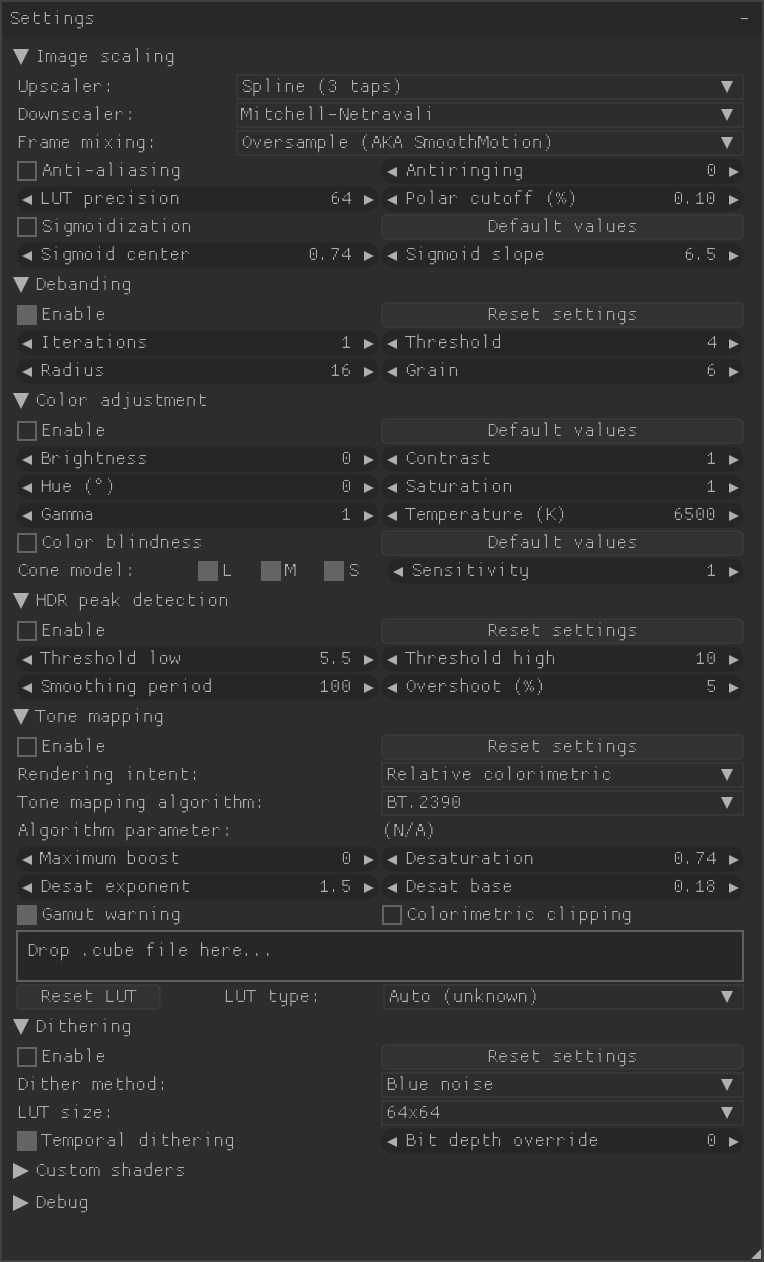 Settings -
Image scaling
Upscaler: Spline (3 taps)
Downscaler: Mitchell-Netravali
Frame mixing: Oversample (AKA SmoothMotion)
Anti-aliasing Antiringing 0
LUT precision 64 Polar cutoff (%) 0.10
Sigmoidization Default values
Sigmoid center 0.74 Sigmoid slope 6.5
Debanding
Enable Reset settings
Iterations 1 Threshold 4
Radius 16 Grain 6
Color adjustment
Enable Default values
Brightness 0 Contrast 1
Hue (°) 0 Saturation 1
Gamma 1 Temperature (K) 6500
Color blindness Default values
Cone model: L M S Sensitivity 1
HDR peak detection
Enable Reset settings
Threshold low 5.5 Threshold high 10
Smoothing period 100 Overshoot (%) 5
Tone mapping
Enable Reset settings
Rendering intent: Relative colorimetric
Tone mapping algorithm: BT.2390
Algorithm parameter: (N/A)
Maximum boost 0 Desaturation 0.74
Desat exponent 1.5 Desat base 0.18
Gamut warning Colorimetric clipping
Drop .cube file here...
Reset LUT LUT type: Auto (unknown)
Dithering
Enable Reset settings
Dither method: Blue noise
LUT size: 64x64
Temporal dithering Bit depth override 0
Custom shaders
Debug